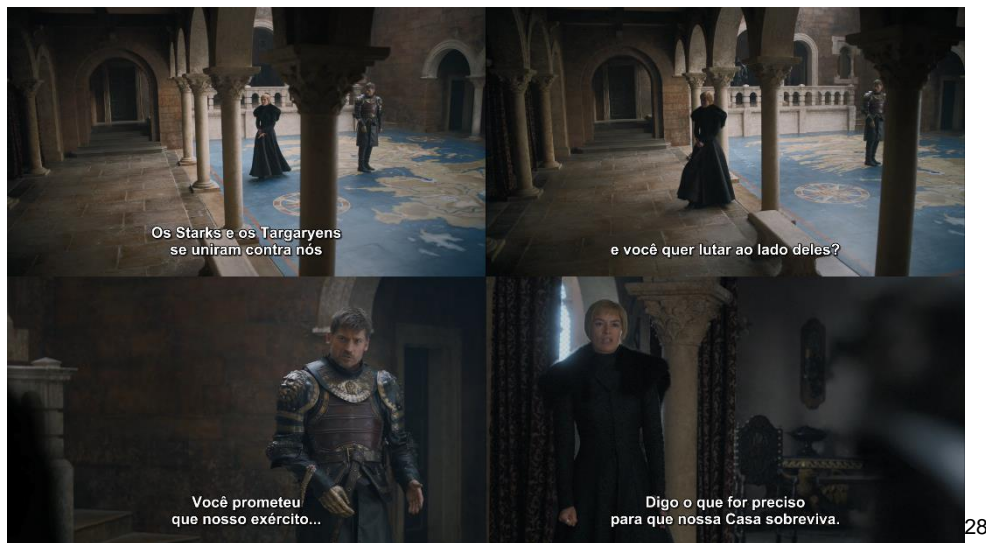 Os Starks e os Targaryens
se uniram contra nós
e você quer lutar ao lado deles?
Você prometeu
que nosso exército...
Digo o que for preciso
para que nossa Casa sobreviva.
28